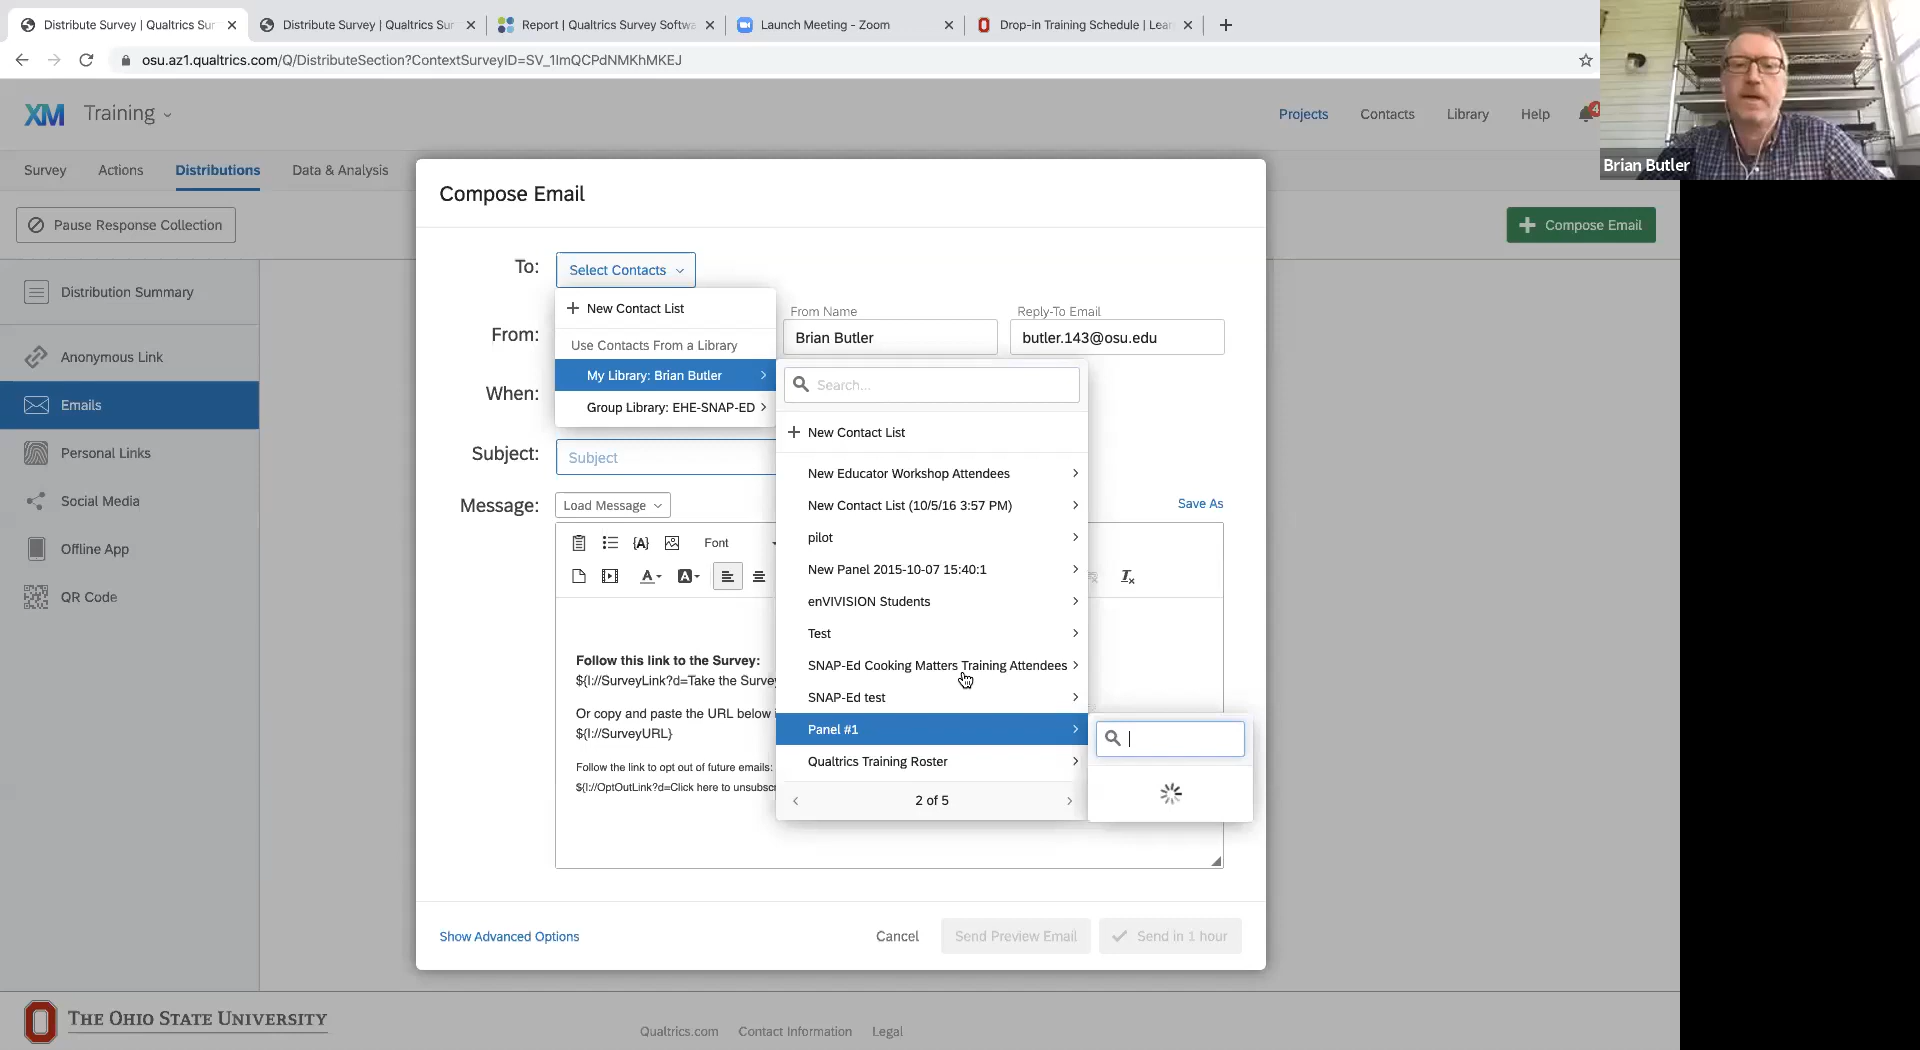 Distribute Survey | Qualtrics Sur
Distribute Survey | Qualtrics Sur
Report | Qualtrics Survey Softwa
Launch Meeting - Zoom
Drop-in Training Schedule | Lear
osu.az1.qualtrics.com/Q/DistributeSection?ContextSurveyID=SV_1ImQCPdNMKhMKEJ
XM
Training
Projects
Contacts
Library
Help
4
Brian Butler
Survey
Actions
Distributions
Data & Analysis
Pause Response Collection
Compose Email
Distribution Summary
Anonymous Link
Emails
Personal Links
Social Media
Offline App
QR Code
Compose Email
To:
Select Contacts
New Contact List
Use Contacts From a Library
My Library: Brian Butler
Group Library: EHE-SNAP-ED
From:
From Name
Brian Butler
Reply-To Email
butler.143@osu.edu
When:
Search...
New Contact List
New Educator Workshop Attendees
New Contact List (10/5/16 3:57 PM)
pilot
New Panel 2015-10-07 15:40:1
enVIVISION Students
Test
SNAP-Ed Cooking Matters Training Attendees
SNAP-Ed test
Panel #1
Qualtrics Training Roster
2 of 5
Subject:
Subject
Message:
Load Message
Save As
{A}
Font
A
A
Follow this link to the Survey:
${l://SurveyLink?d=Take the Survey
Or copy and paste the URL below i
${l://SurveyURL}
Follow the link to opt out of future emails:
${l://OptOutLink?d=Click here to unsubscr
Show Advanced Options
Cancel
Send Preview Email
Send in 1 hour
THE OHIO STATE UNIVERSITY
Qualtrics.com
Contact Information
Legal